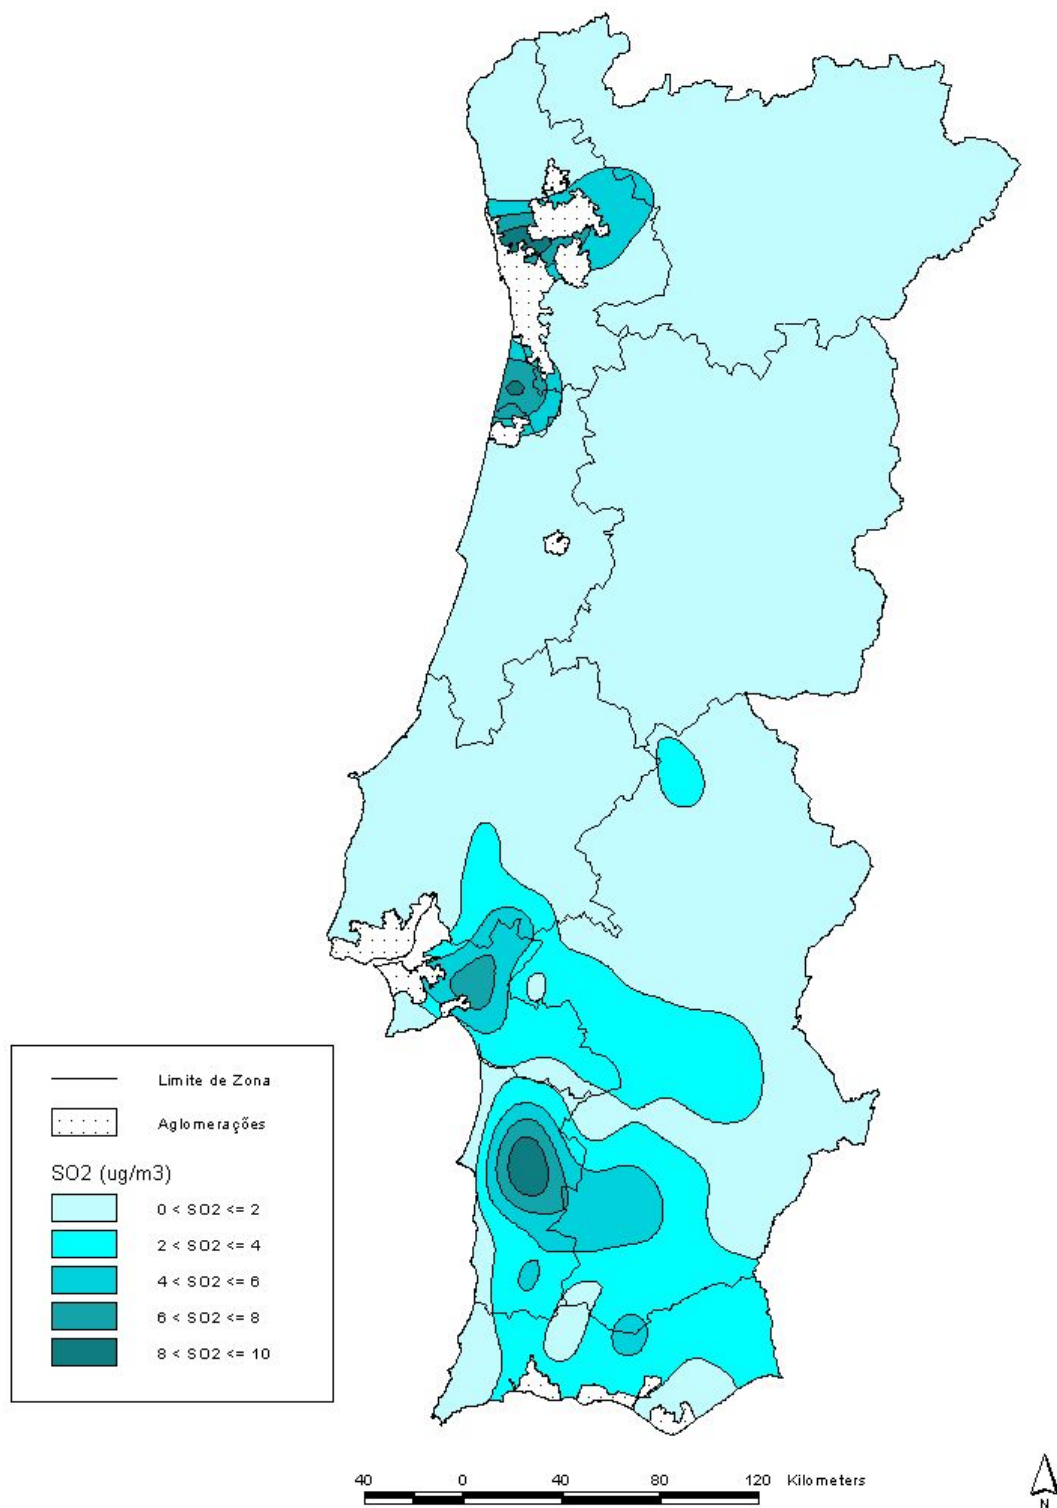 Limite de Zona
Aglomerações
SO2 (ug/m3)
0 < SO2 <= 2
2 < SO2 <= 4
4 < SO2 <= 6
6 < SO2 <= 8
8 < SO2 <= 10
40 0 40 80 120 Kilometers
N